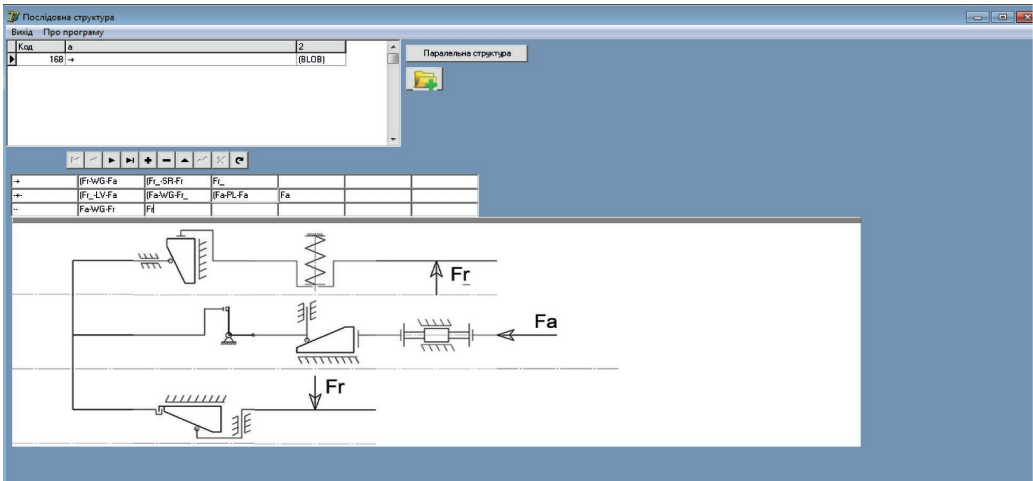 Послідовна структура
Вихід Про програму
Код a 2
168 -+ (BLOB)
Паралельна структура
-+ (Fr-WG-Fa (Fr_-SR-Fr Fr_
-+- (Fr_-LV-Fa (Fa-WG-Fr_ (Fa-PL-Fa Fa
-- Fa-WG-Fr Fr
Fr
Fa
Fr